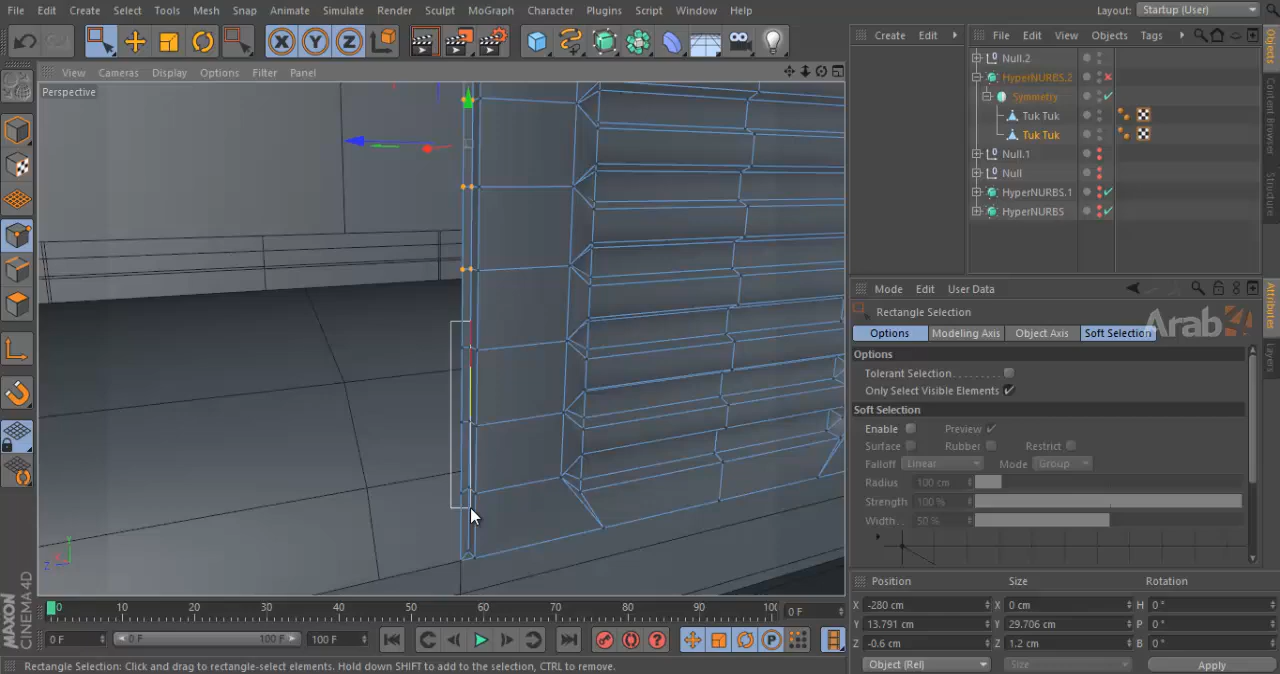 File Edit Create Select Tools Mesh Snap Animate Simulate Render Sculpt MoGraph Character Plugins Script Window Help
Layout: Startup (User)
View Cameras Display Options Filter Panel
Perspective
Create Edit
File Edit View Objects Tags
Null.2
HyperNURBS.2
Symmetry
Tuk Tuk
Tuk Tuk
Null.1
Null
HyperNURBS.1
HyperNURBS
Objects
Content Browser
Structure
Mode Edit User Data
Rectangle Selection
Arab
Options Modeling Axis Object Axis Soft Selection
Options
Tolerant Selection
Only Select Visible Elements
Soft Selection
Enable Preview
Surface Rubber Restrict
Falloff Linear Mode Group
Radius 100 cm
Strength 100 %
Width 50 %
Attributes
Layers
X Y Z
Y
Z
0 10 20 30 40 50 60 70 80 90 100 0 F
0 F 0 F 100 F 100 F
P
Position Size Rotation
X -280 cm X 0 cm H 0 °
Y 13.791 cm Y 29.706 cm P 0 °
Z -0.6 cm Z 1.2 cm B 0 °
Object (Rel) Size Apply
MAXON
CINEMA 4D
Rectangle Selection: Click and drag to rectangle-select elements. Hold down SHIFT to add to the selection, CTRL to remove.